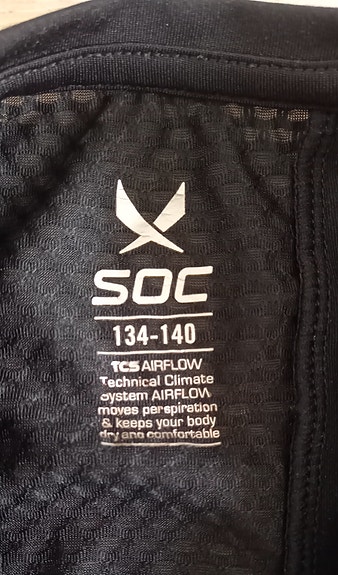 SOC
134-140
TCS AIRFLOW
Technical Climate
System AIRFLOW
moves perspiration
& keeps your body
dry and comfortable